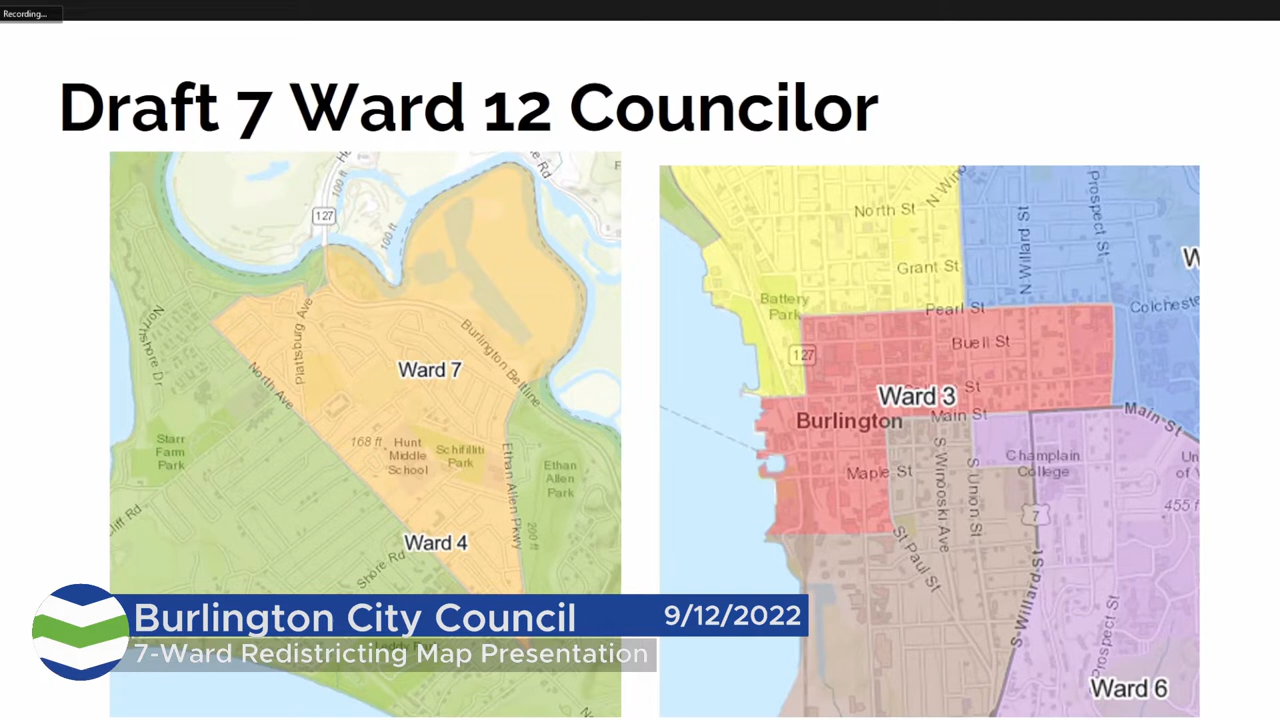 Recording...
Draft 7 Ward 12 Councilor
127
100 ft
100 ft
Northshore Dr
Plattsburg Ave
North Ave
Burlington Beltline
Ward 7
168 ft
Hunt
Middle
School
Schifilliti
Park
Starr
Farm
Park
Ethan Allen Pkwy
Ethan
Allen
Park
200 ft
Ward 4
Shore Rd
liff Rd
North St
N Willard St
Prospect St
Grant St
Battery
Park
Pearl St
Colcheste
127
Buell St
St
Ward 3
Main St
Main St
Burlington
Champlain
College
Maple St
S Winooski Ave
S Union St
7
455 f
St Paul St
S Willard St
Prospect St
Ward 6
Burlington City Council
9/12/2022
7-Ward Redistricting Map Presentation